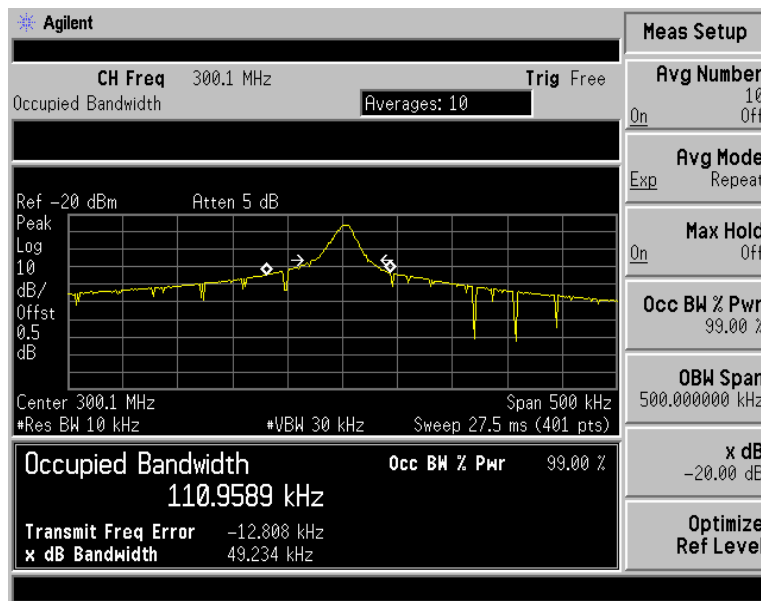 Agilent
CH Freq 300.1 MHz Trig Free
Occupied Bandwidth Averages: 10
Ref -20 dBm Atten 5 dB
Peak
Log
10
dB/
Offst
0.5
dB
Center 300.1 MHz Span 500 kHz
#Res BW 10 kHz #VBW 30 kHz Sweep 27.5 ms (401 pts)
Occupied Bandwidth Occ BW % Pwr 99.00 %
110.9589 kHz
Transmit Freq Error -12.808 kHz
x dB Bandwidth 49.234 kHz
Meas Setup
Avg Number
10
On Off
Avg Mode
Exp Repeat
Max Hold
On Off
Occ BW % Pwr
99.00 %
OBW Span
500.000000 kHz
x dB
-20.00 dB
Optimize
Ref Level